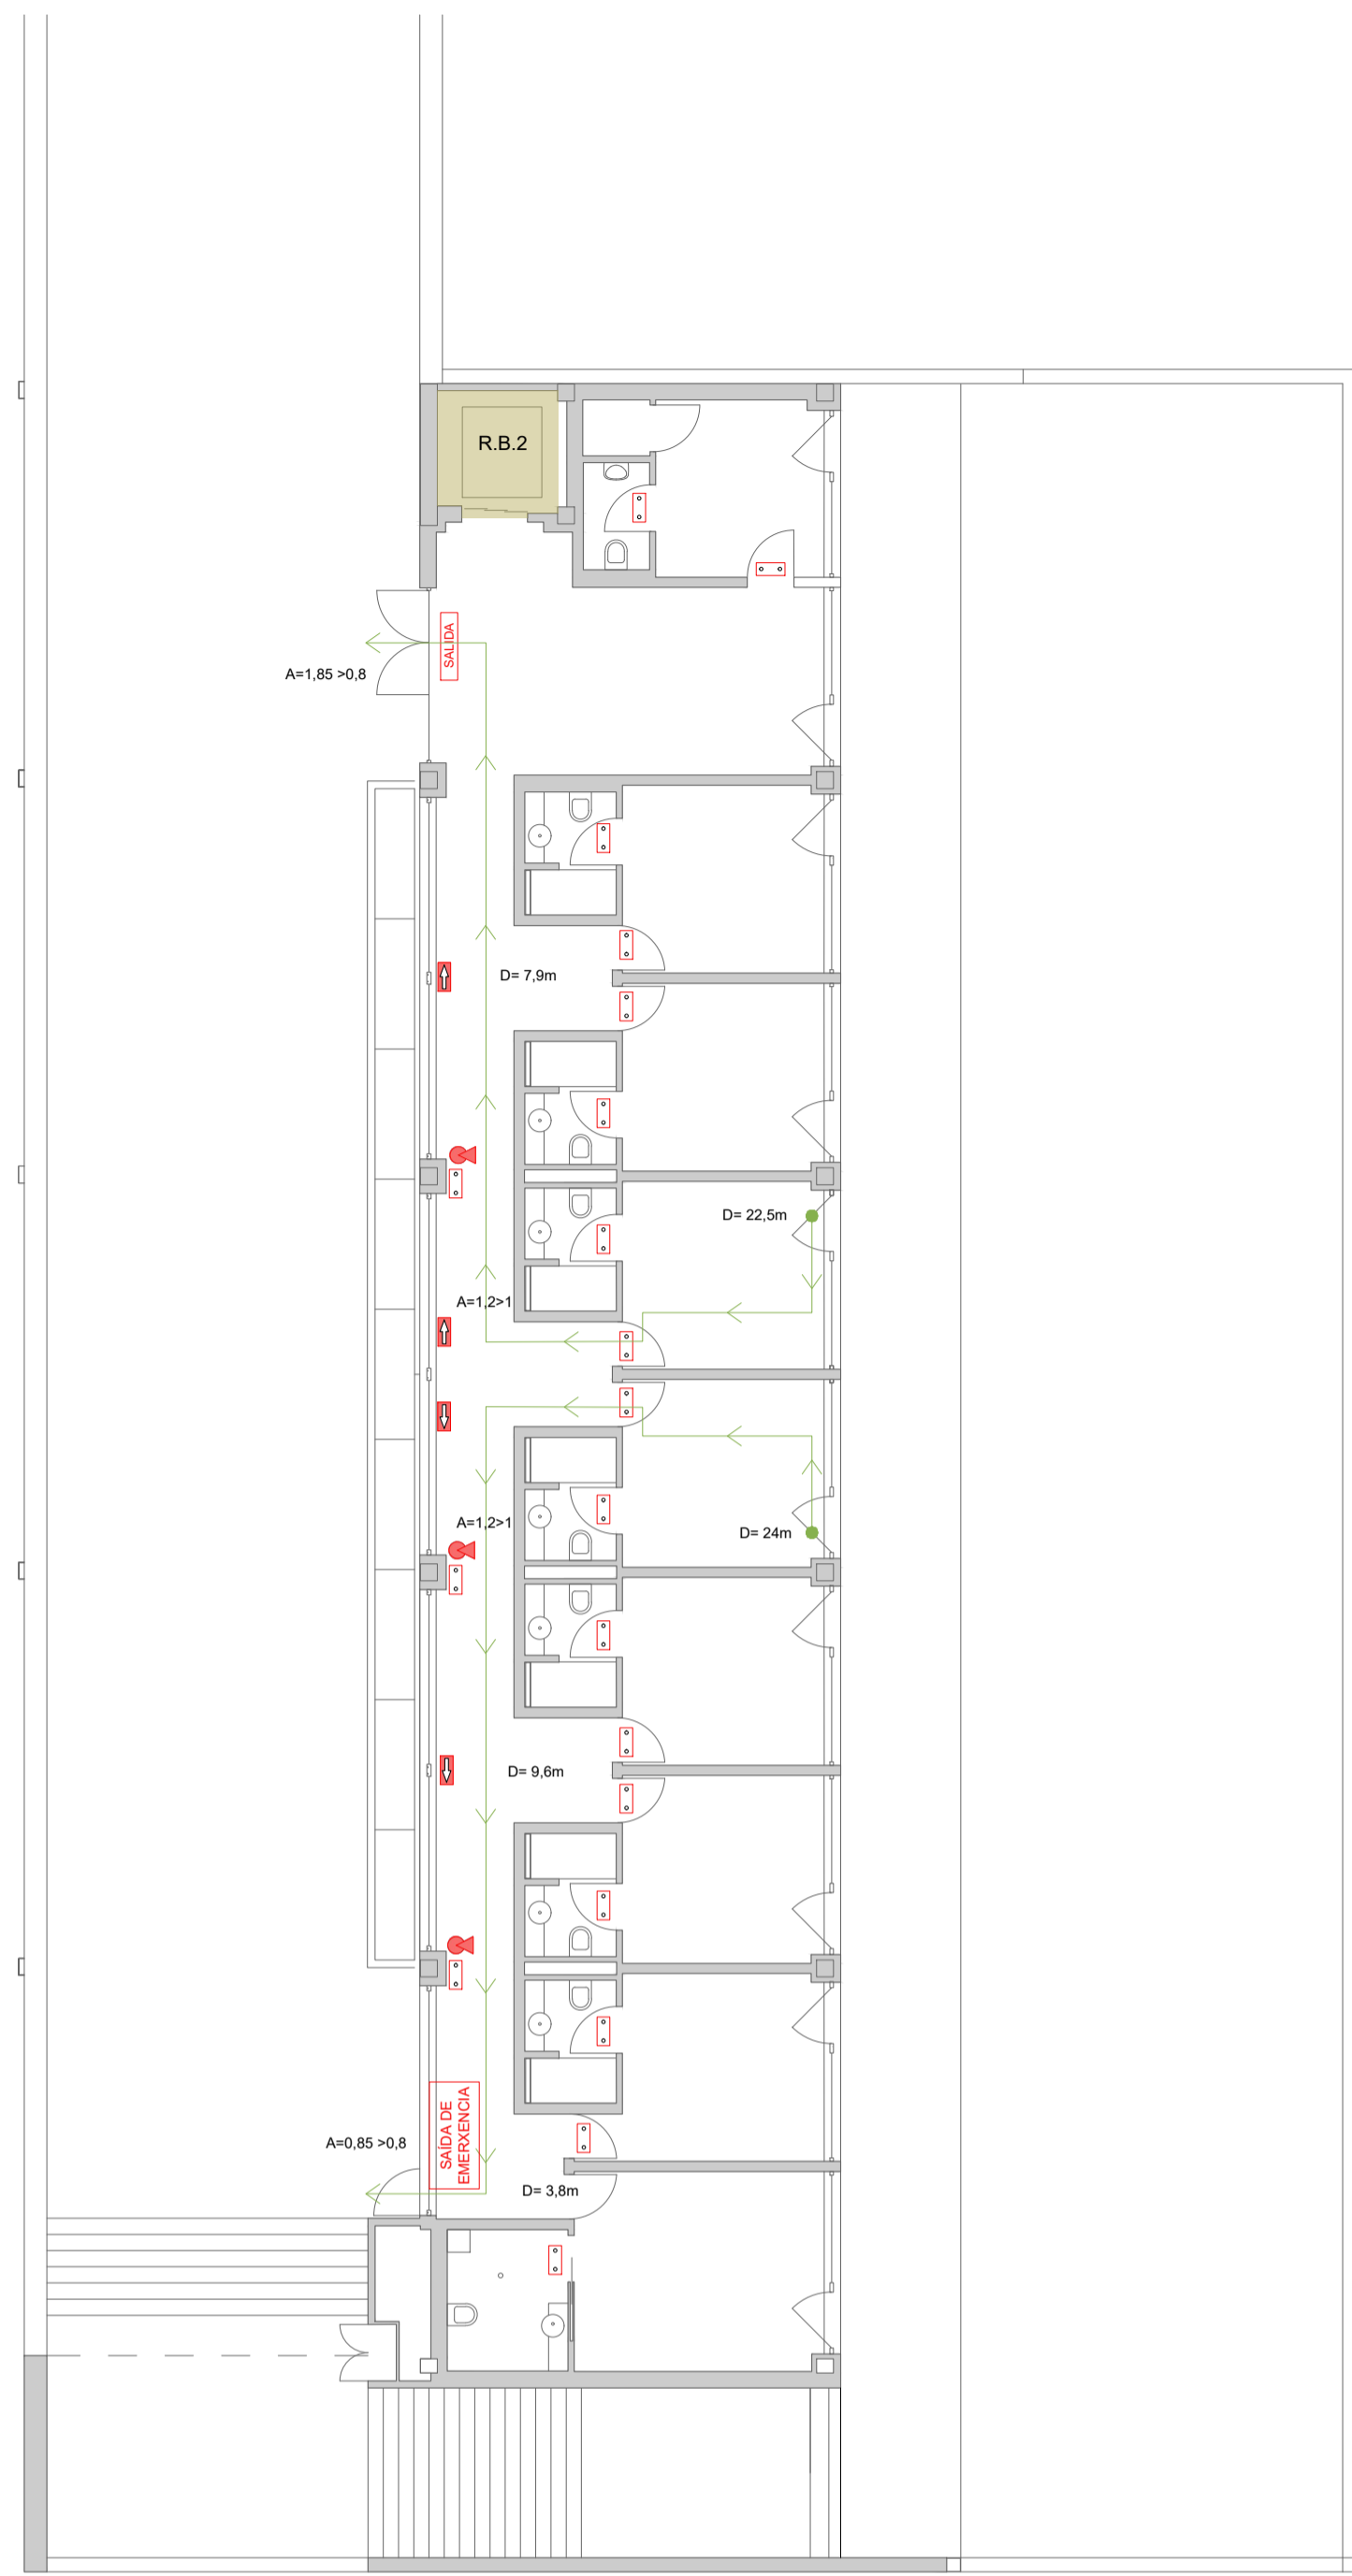 R.B.2
SALIDA
A=1,85 >0,8
D= 7,9m
D= 22,5m
A=1,2>1
A=1,2>1
D= 24m
D= 9,6m
SAÍDA DE
EMERXENCIA
A=0,85 >0,8
D= 3,8m